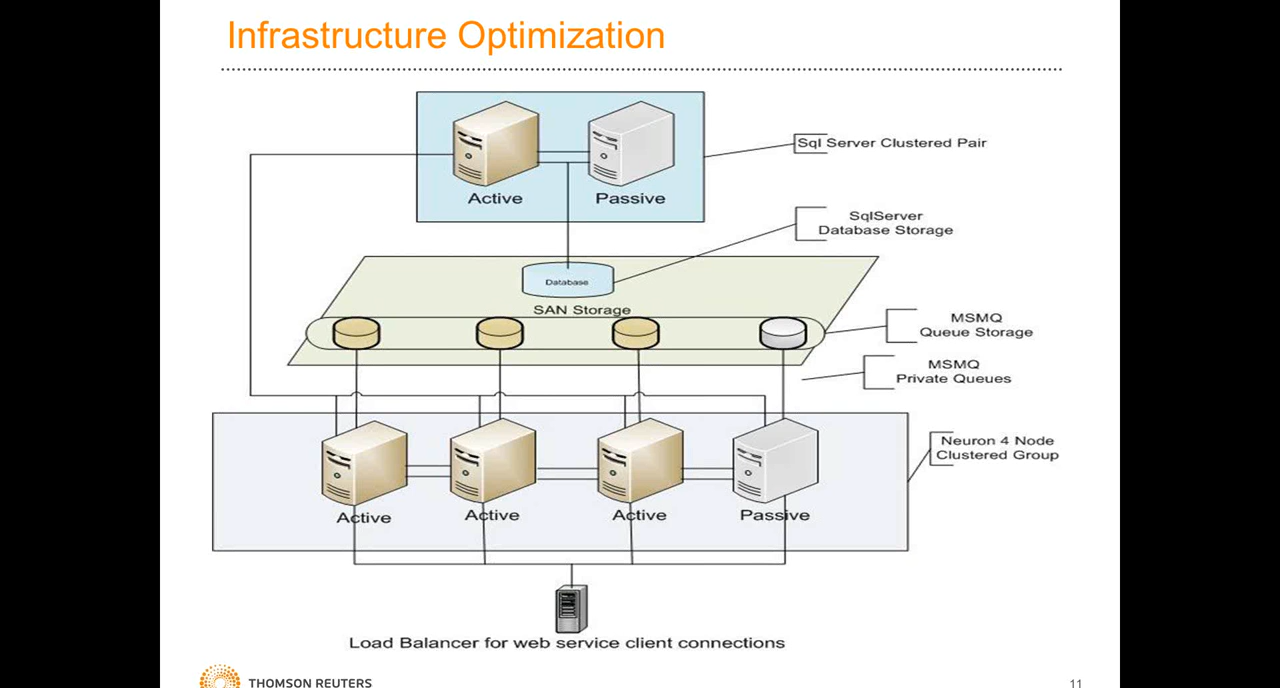 Infrastructure Optimization
Sql Server Clustered Pair
Active
Passive
SqlServer
Database Storage
Database
SAN Storage
MSMQ
Queue Storage
MSMQ
Private Queues
Neuron 4 Node
Clustered Group
Active
Active
Active
Passive
Load Balancer for web service client connections
THOMSON REUTERS
11